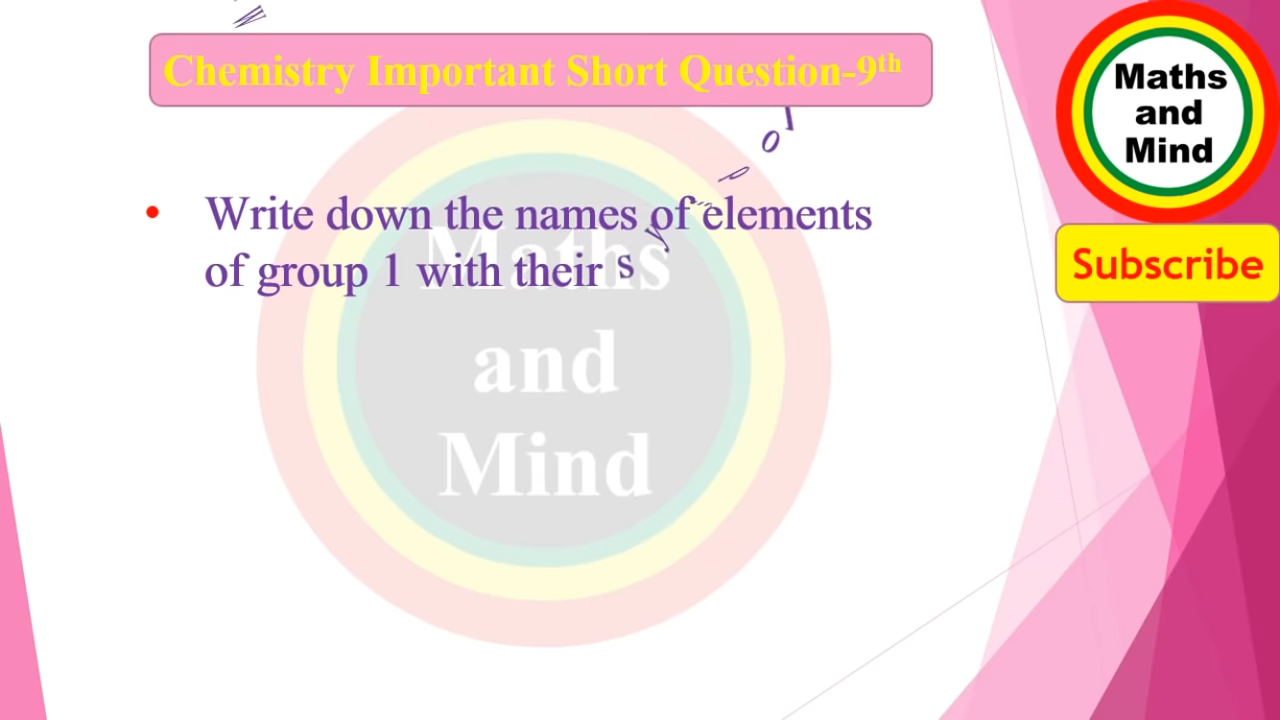 Chemistry Important Short Question-9th
Maths
and
Mind
Subscribe
Write down the names of elements
of group 1 with their s
Maths
and
Mind